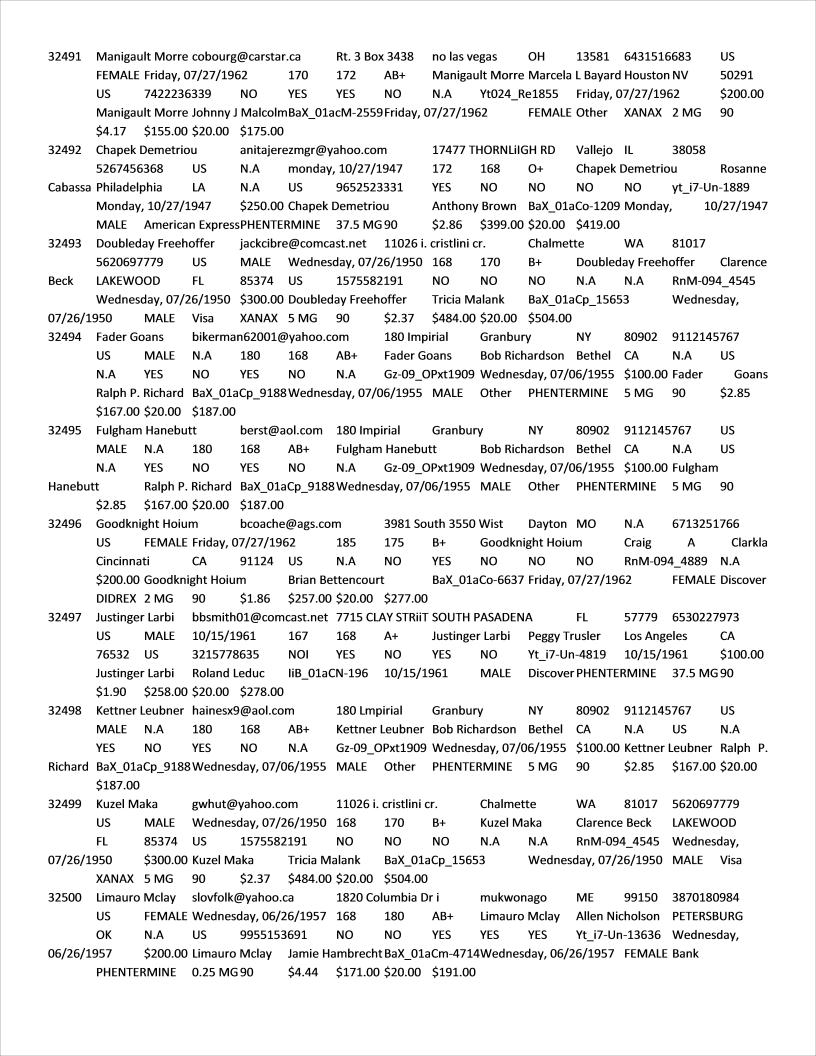 32491 Manigault Morre cobourg@carstar.ca Rt. 3 Box 3438 no las vegas OH 13581 6431516683 US
FEMALE Friday, 07/27/1962 170 172 AB+ Manigault Morre Marcela L Bayard Houston NV 50291
US 7422236339 NO YES YES NO N.A Yt024_Re1855 Friday, 07/27/1962 $200.00
Manigault Morre Johnny J Malcolm BaX_01acM-2559 Friday, 07/27/1962 FEMALE Other XANAX 2 MG 90
$4.17 $155.00 $20.00 $175.00
32492 Chapek Demetriou anitajerezmgr@yahoo.com 17477 THORNLiIGH RD Vallejo IL 38058
5267456368 US N.A monday, 10/27/1947 172 168 O+ Chapek Demetriou Rosanne
Cabassa Philadelphia LA N.A US 9652523331 YES NO NO NO yt_i7-Un-1889
Monday, 10/27/1947 $250.00 Chapek Demetriou Anthony Brown BaX_01aCo-1209 Monday, 10/27/1947
MALE American Express PHENTERMINE 37.5 MG 90 $2.86 $399.00 $20.00 $419.00
32493 Doubleday Freehoffer jackcibre@comcast.net 11026 i. cristlini cr. Chalmette WA 81017
5620697779 US MALE Wednesday, 07/26/1950 168 170 B+ Doubleday Freehoffer Clarence
Beck LAKEWOOD FL 85374 US 1575582191 NO NO NO N.A N.A RnM-094_4545
Wednesday, 07/26/1950 $300.00 Doubleday Freehoffer Tricia Malank BaX_01aCp_15653 Wednesday,
07/26/1950 MALE Visa XANAX 5 MG 90 $2.37 $484.00 $20.00 $504.00
32494 Fader Goans bikerman62001@yahoo.com 180 Impirial Granbury NY 80902 9112145767
US MALE N.A 180 168 AB+ Fader Goans Bob Richardson Bethel CA N.A US
N.A YES NO YES NO N.A Gz-09_OPxt1909 Wednesday, 07/06/1955 $100.00 Fader Goans
Ralph P. Richard BaX_01aCp_9188 Wednesday, 07/06/1955 MALE Other PHENTERMINE 5 MG 90 $2.85
$167.00 $20.00 $187.00
32495 Fulgham Hanebutt berst@aol.com 180 Impirial Granbury NY 80902 9112145767 US
MALE N.A 180 168 AB+ Fulgham Hanebutt Bob Richardson Bethel CA N.A US
N.A YES NO YES NO N.A Gz-09_OPxt1909 Wednesday, 07/06/1955 $100.00 Fulgham
Hanebutt Ralph P. Richard BaX_01aCp_9188 Wednesday, 07/06/1955 MALE Other PHENTERMINE 5 MG 90
$2.85 $167.00 $20.00 $187.00
32496 Goodknight Hoium bcoache@ags.com 3981 South 3550 Wist Dayton MO N.A 6713251766
US FEMALE Friday, 07/27/1962 185 175 B+ Goodknight Hoium Craig A Clarkla
Cincinnati CA 91124 US N.A NO YES NO NO NO RnM-094_4889 N.A
$200.00 Goodknight Hoium Brian Bettencourt BaX_01aCo-6637 Friday, 07/27/1962 FEMALE Discover
DIDREX 2 MG 90 $1.86 $257.00 $20.00 $277.00
32497 Justinger Larbi bbsmith01@comcast.net 7715 CLAY STRiiT SOUTH PASADENA FL 57779 6530227973
US MALE 10/15/1961 167 168 A+ Justinger Larbi Peggy Trusler Los Angeles CA
76532 US 3215778635 NOI YES NO YES NO Yt_i7-Un-4819 10/15/1961 $100.00
Justinger Larbi Roland Leduc IiB_01aCN-196 10/15/1961 MALE Discover PHENTERMINE 37.5 MG 90
$1.90 $258.00 $20.00 $278.00
32498 Kettner Leubner hainesx9@aol.com 180 Lmpirial Granbury NY 80902 9112145767 US
MALE N.A 180 168 AB+ Kettner Leubner Bob Richardson Bethel CA N.A US N.A
YES NO YES NO N.A Gz-09_OPxt1909 Wednesday, 07/06/1955 $100.00 Kettner Leubner Ralph P.
Richard BaX_01aCp_9188 Wednesday, 07/06/1955 MALE Other PHENTERMINE 5 MG 90 $2.85 $167.00 $20.00
$187.00
32499 Kuzel Maka gwhut@yahoo.com 11026 i. cristlini cr. Chalmette WA 81017 5620697779
US MALE Wednesday, 07/26/1950 168 170 B+ Kuzel Maka Clarence Beck LAKEWOOD
FL 85374 US 1575582191 NO NO NO N.A N.A RnM-094_4545 Wednesday,
07/26/1950 $300.00 Kuzel Maka Tricia Malank BaX_01aCp_15653 Wednesday, 07/26/1950 MALE Visa
XANAX 5 MG 90 $2.37 $484.00 $20.00 $504.00
32500 Limauro Mclay slovfolk@yahoo.ca 1820 Columbia Dr i mukwonago ME 99150 3870180984
US FEMALE Wednesday, 06/26/1957 168 180 AB+ Limauro Mclay Allen Nicholson PETERSBURG
OK N.A US 9955153691 NO NO YES YES YES Yt_i7-Un-13636 Wednesday,
06/26/1957 $200.00 Limauro Mclay Jamie Hambrecht BaX_01aCm-4714 Wednesday, 06/26/1957 FEMALE Bank
PHENTERMINE 0.25 MG 90 $4.44 $171.00 $20.00 $191.00